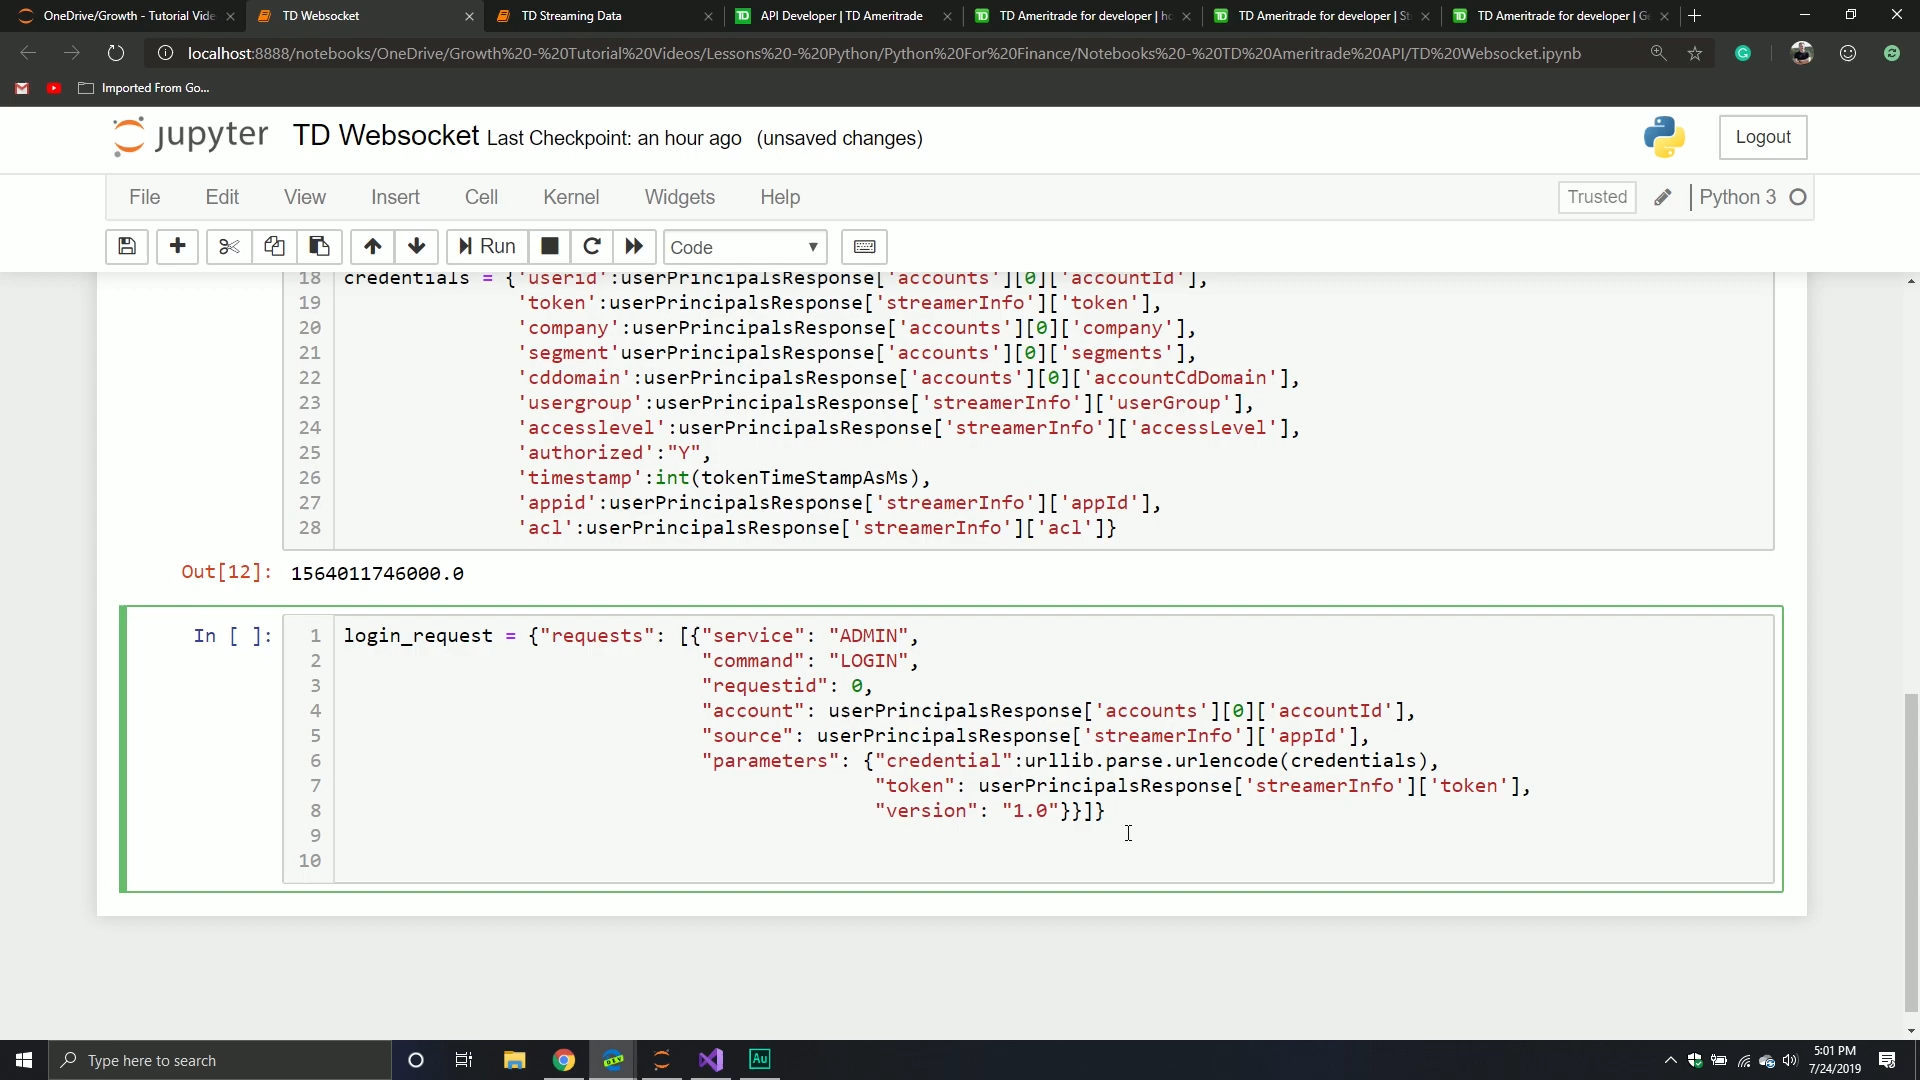 OneDrive/Growth - Tutorial Vide
TD Websocket
TD Streaming Data
API Developer | TD Ameritrade
TD Ameritrade for developer | ho
TD Ameritrade for developer | St
TD Ameritrade for developer | Ge
localhost:8888/notebooks/OneDrive/Growth%20-%20Tutorial%20Videos/Lessons%20-%20Python/Python%20For%20Finance/Notebooks%20-%20TD%20Ameritrade%20API/TD%20Websocket.ipynb
Imported From Go...
jupyter TD Websocket Last Checkpoint: an hour ago (unsaved changes)
Logout
File Edit View Insert Cell Kernel Widgets Help
Trusted
Python 3
Run
Code
18 credentials = {'userid':userPrincipalsResponse['accounts'][0]['accountId'],
19 'token':userPrincipalsResponse['streamerInfo']['token'],
20 'company':userPrincipalsResponse['accounts'][0]['company'],
21 'segment'userPrincipalsResponse['accounts'][0]['segments'],
22 'cddomain':userPrincipalsResponse['accounts'][0]['accountCdDomain'],
23 'usergroup':userPrincipalsResponse['streamerInfo']['userGroup'],
24 'accesslevel':userPrincipalsResponse['streamerInfo']['accessLevel'],
25 'authorized':"Y",
26 'timestamp':int(tokenTimeStampAsMs),
27 'appid':userPrincipalsResponse['streamerInfo']['appId'],
28 'acl':userPrincipalsResponse['streamerInfo']['acl']}
Out[12]: 1564011746000.0
In [ ]: 1 login_request = {"requests": [{"service": "ADMIN",
2 "command": "LOGIN",
3 "requestid": 0,
4 "account": userPrincipalsResponse['accounts'][0]['accountId'],
5 "source": userPrincipalsResponse['streamerInfo']['appId'],
6 "parameters": {"credential":urllib.parse.urlencode(credentials),
7 "token": userPrincipalsResponse['streamerInfo']['token'],
8 "version": "1.0"}}]}
9
10
Type here to search
DEV
Au
5:01 PM
7/24/2019